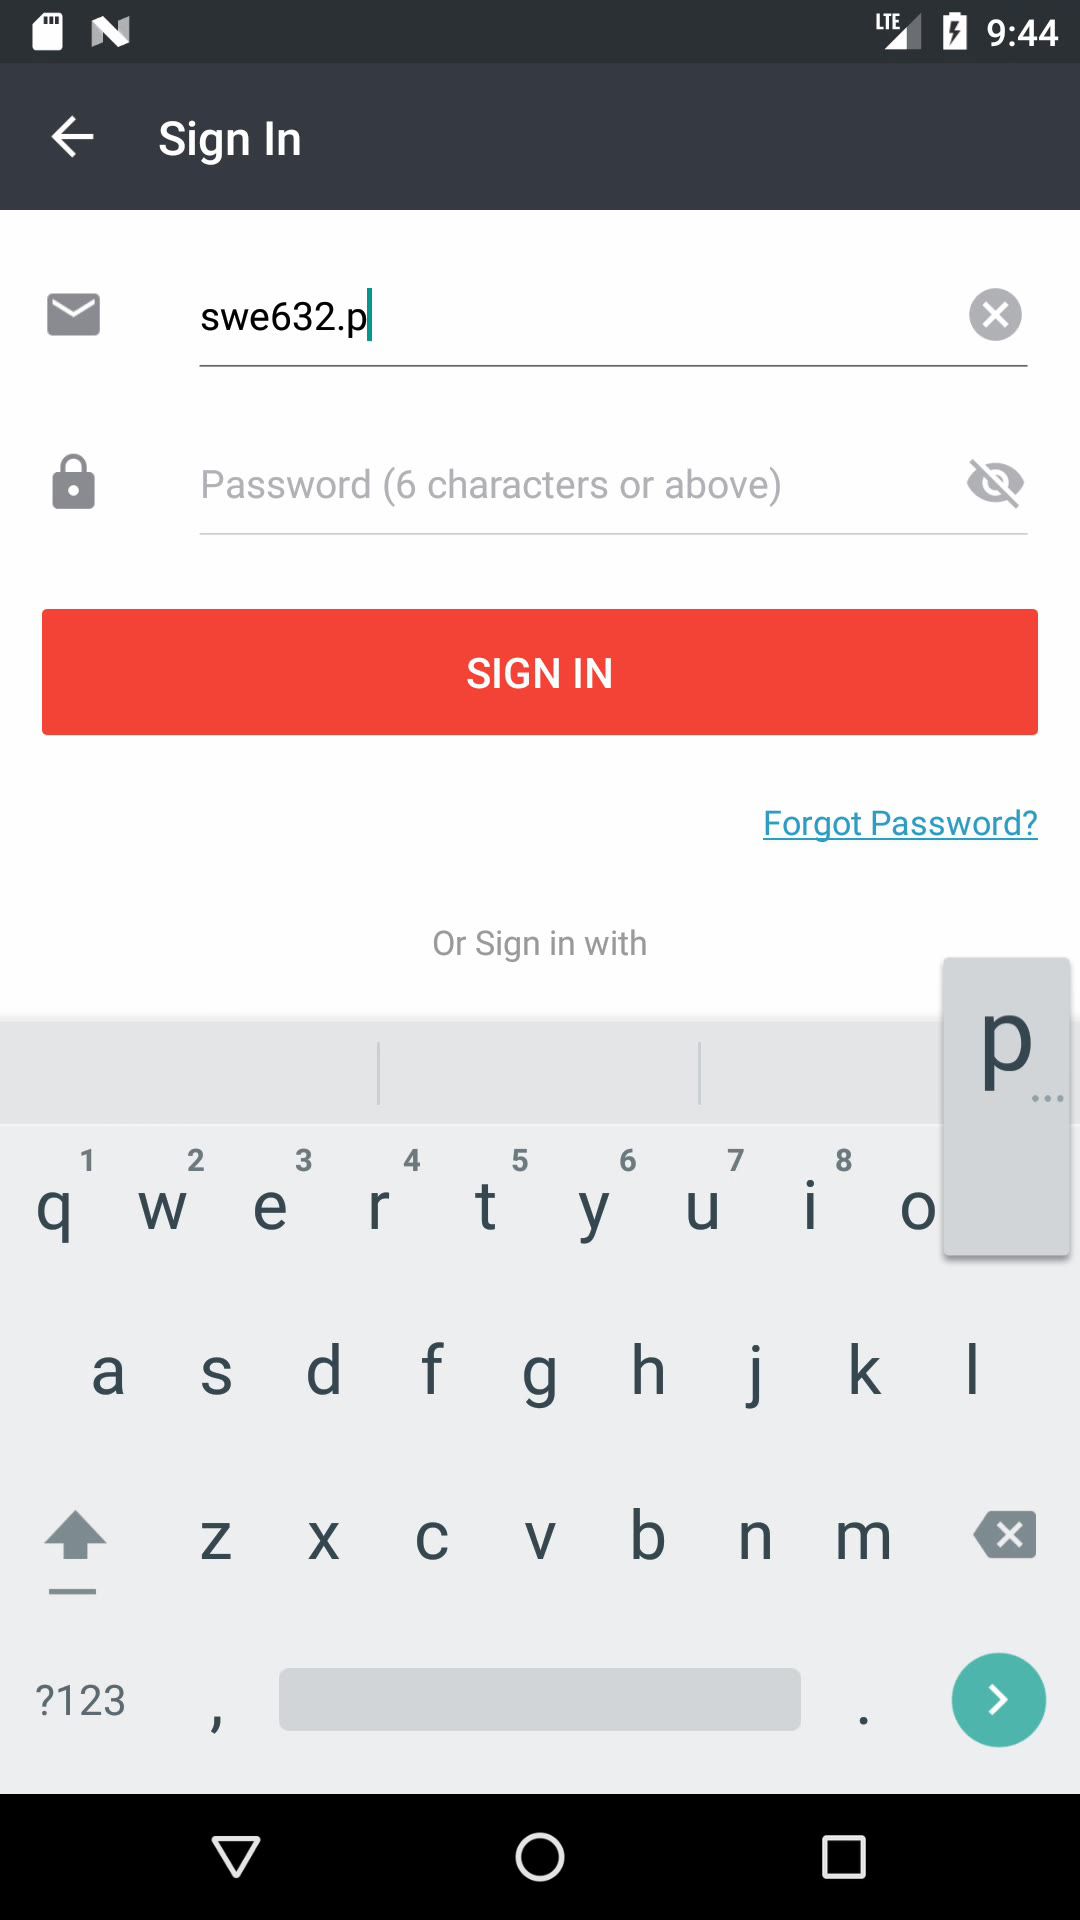 LTE 9:44
Sign In
swe632.p
Password (6 characters or above)
SIGN IN
Forgot Password?
Or Sign in with
p
...
1 2 3 4 5 6 7 8
q w e r t y u i o
a s d f g h j k l
z x c v b n m
?123 , .